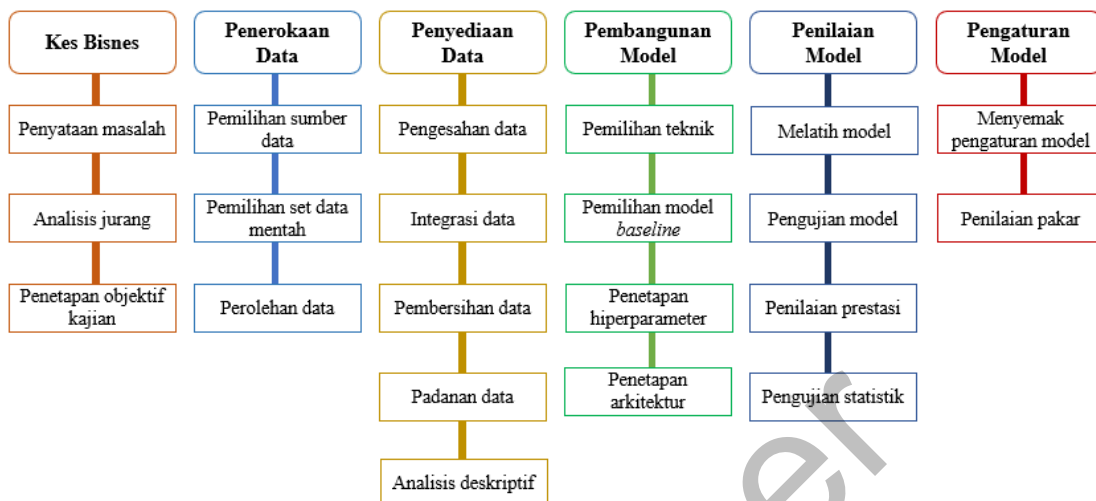 Kes Bisnes
Penyataan masalah
Analisis jurang
Penetapan objektif
kajian
Penerokaan
Data
Pemilihan sumber
data
Pemilihan set data
mentah
Perolehan data
Penyediaan
Data
Pengesahan data
Integrasi data
Pembersihan data
Padanan data
Analisis deskriptif
Pembangunan
Model
Pemilihan teknik
Pemilihan model
baseline
Penetapan
hiperparameter
Penetapan
arkitektur
Penilaian
Model
Melatih model
Pengujian model
Penilaian prestasi
Pengujian statistik
Pengaturan
Model
Menyemak
pengaturan model
Penilaian pakar
er